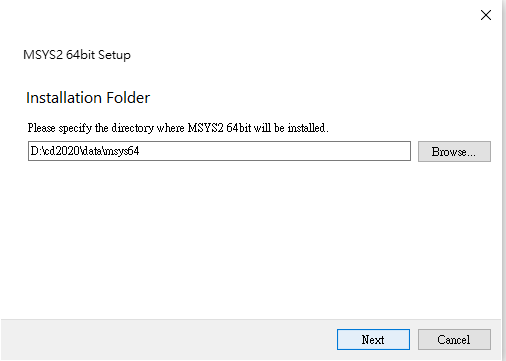 MSYS2 64bit Setup
Installation Folder
Please specify the directory where MSYS2 64bit will be installed.
D:\cd2020\data\msys64
Browse...
Next
Cancel